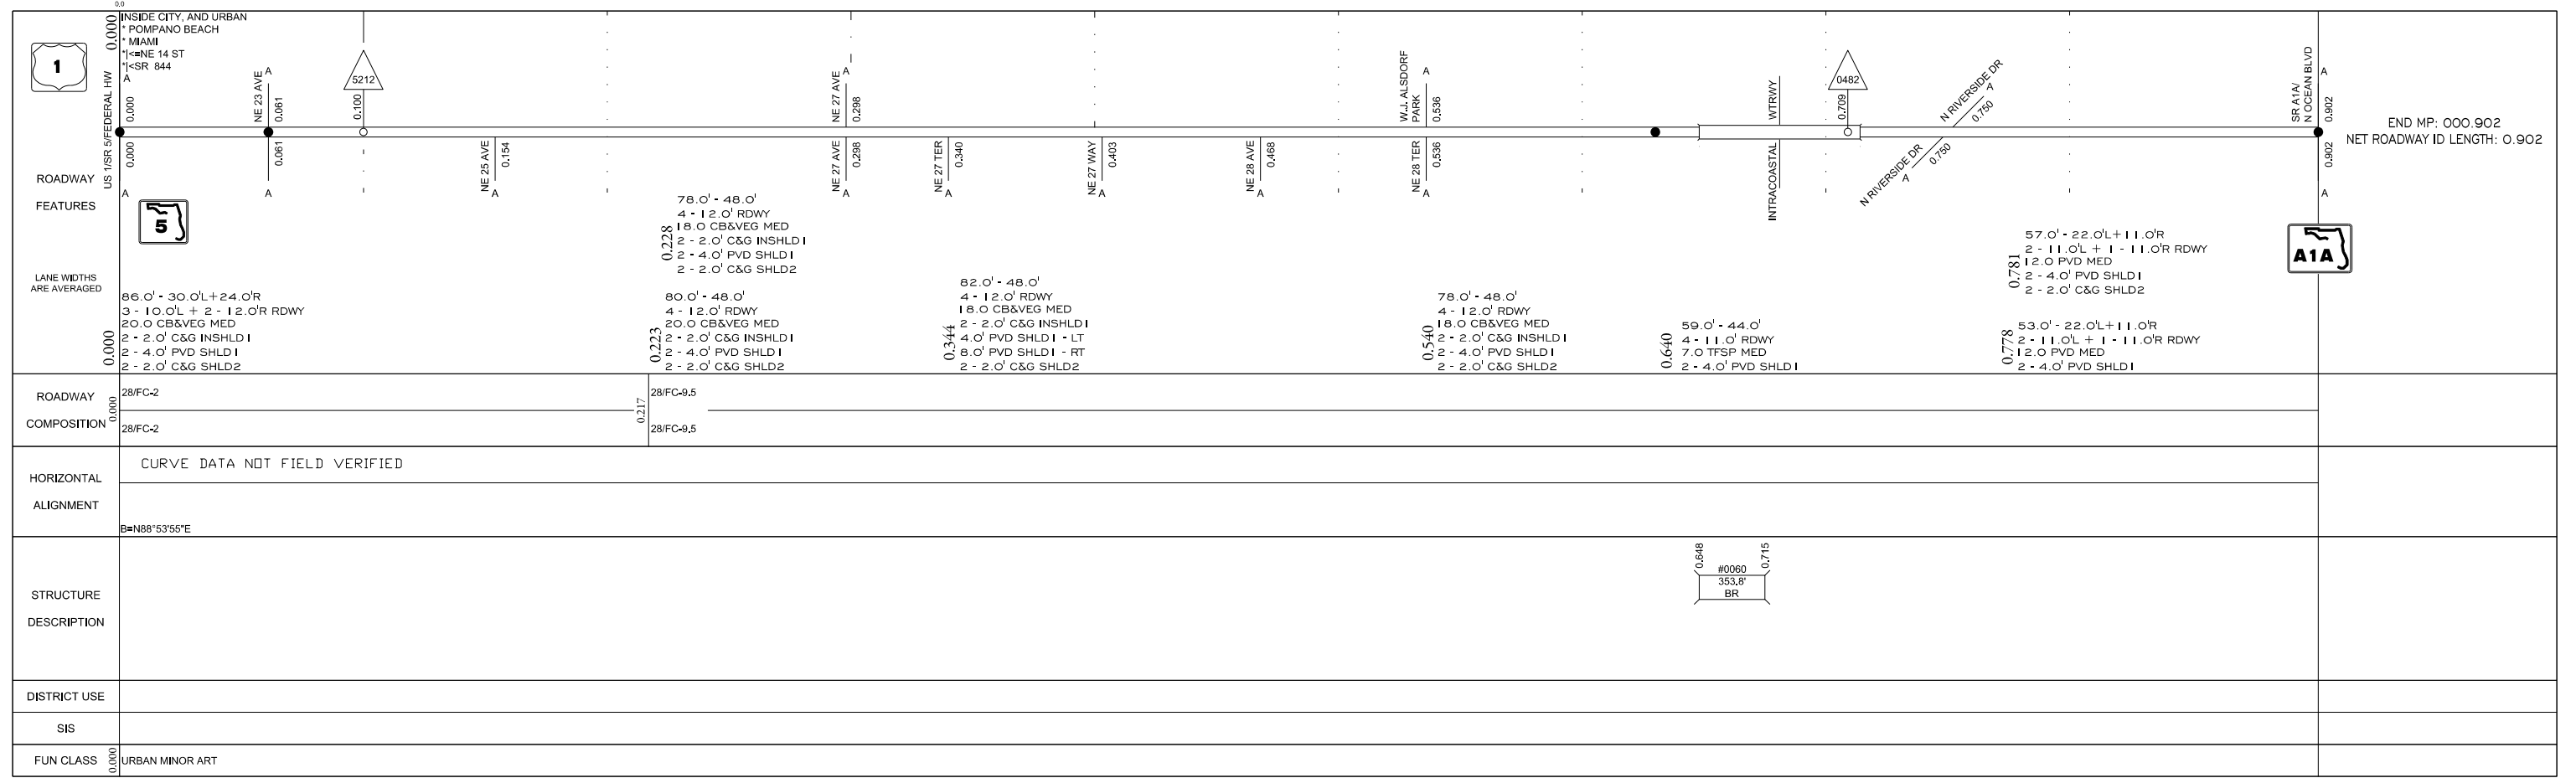 0.0
0.000
INSIDE CITY, AND URBAN
* POMPANO BEACH
* MIAMI
*|<=NE 14 ST
*|<SR 844
1
US 1/SR 5/FEDERAL HW
A
0.000
0.000
A
NE 23 AVE
A
0.061
0.061
A
5212
0.100
NE 25 AVE
0.154
A
NE 27 AVE
A
0.298
NE 27 AVE
0.298
A
NE 27 TER
0.340
A
NE 27 WAY
0.403
A
NE 28 AVE
0.468
A
W.J. ALSDORF
PARK
A
0.536
NE 28 TER
0.536
A
WTRWY
INTRACOASTAL
0482
0.709
N RIVERSIDE DR
A
0.750
N RIVERSIDE DR
A
0.750
SR A1A/
N OCEAN BLVD
A
0.902
0.902
A
END MP: 000.902
NET ROADWAY ID LENGTH: 0.902
ROADWAY
FEATURES
5
A1A
LANE WIDTHS
ARE AVERAGED
0.000
86.0' - 30.0'L+24.0'R
3 - 10.0'L + 2 - 12.0'R RDWY
20.0 CB&VEG MED
2 - 2.0' C&G INSHLD1
2 - 4.0' PVD SHLD1
2 - 2.0' C&G SHLD2
0.228
78.0' - 48.0'
4 - 12.0' RDWY
18.0 CB&VEG MED
2 - 2.0' C&G INSHLD1
2 - 4.0' PVD SHLD1
2 - 2.0' C&G SHLD2
0.223
80.0' - 48.0'
4 - 12.0' RDWY
20.0 CB&VEG MED
2 - 2.0' C&G INSHLD1
2 - 4.0' PVD SHLD1
2 - 2.0' C&G SHLD2
0.344
82.0' - 48.0'
4 - 12.0' RDWY
18.0 CB&VEG MED
2 - 2.0' C&G INSHLD1
4.0' PVD SHLD1 - LT
8.0' PVD SHLD1 - RT
2 - 2.0' C&G SHLD2
0.540
78.0' - 48.0'
4 - 12.0' RDWY
18.0 CB&VEG MED
2 - 2.0' C&G INSHLD1
2 - 4.0' PVD SHLD1
2 - 2.0' C&G SHLD2
0.640
59.0' - 44.0'
4 - 11.0' RDWY
7.0 TFSP MED
2 - 4.0' PVD SHLD1
0.781
57.0' - 22.0'L+11.0'R
2 - 11.0'L + 1 - 11.0'R RDWY
12.0 PVD MED
2 - 4.0' PVD SHLD1
2 - 2.0' C&G SHLD2
0.778
53.0' - 22.0'L+11.0'R
2 - 11.0'L + 1 - 11.0'R RDWY
12.0 PVD MED
2 - 4.0' PVD SHLD1
ROADWAY
COMPOSITION
0.000
28/FC-2
28/FC-2
0.217
28/FC-9.5
28/FC-9.5
HORIZONTAL
ALIGNMENT
CURVE DATA NOT FIELD VERIFIED
B=N88°53'55"E
STRUCTURE
DESCRIPTION
0.648
0.715
#0060
353.8'
BR
DISTRICT USE
SIS
FUN CLASS
0.000
URBAN MINOR ART